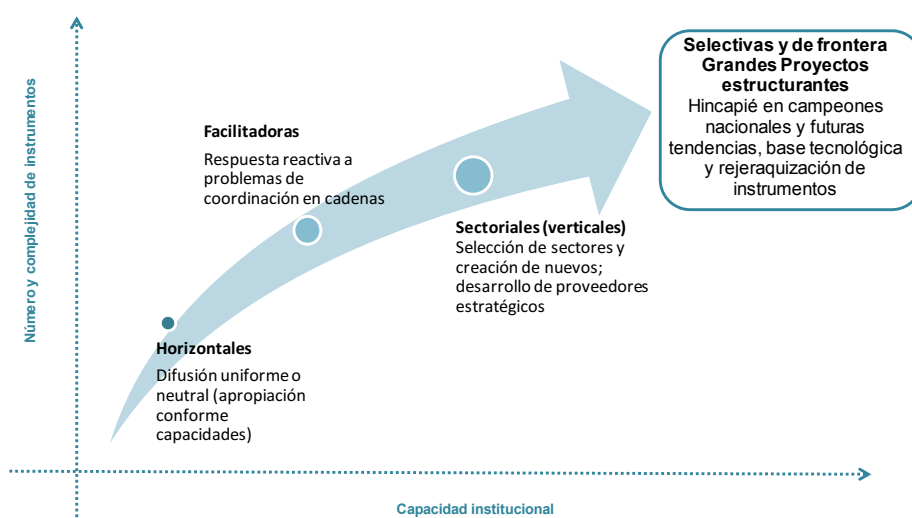 Número y complejidad de instrumentos
Selectivas y de frontera
Grandes Proyectos
estructurantes
Hincapié en campeones
nacionales y futuras
tendencias, base tecnológica
y rejeraquización de
instrumentos
Facilitadoras
Respuesta reactiva a
problemas de
coordinación en cadenas
Sectoriales (verticales)
Selección de sectores y
creación de nuevos;
desarrollo de proveedores
estratégicos
Horizontales
Difusión uniforme o
neutral (apropiación
conforme
capacidades)
Capacidad institucional